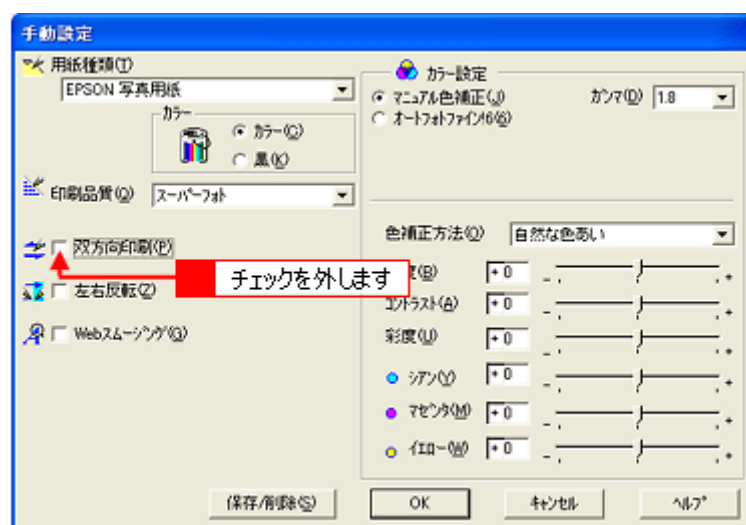 手動設定
用紙種類(T)
EPSON 写真用紙
カラー
カラー(C)
黒(K)
印刷品質(Q)
スーパーフォト
双方向印刷(P)
チェックを外します
左右反転(Z)
Webスムージング(G)
保存/削除(S)
カラー設定
マニュアル色補正(J)
オートフォトファイン!6(6)
ガンマ(D)
1.8
色補正方法(O)
自然な色あい
度(B)
+ 0
- +
コントラスト(A)
+ 0
- +
彩度(U)
+ 0
- +
シアン(Y)
+ 0
- +
マゼンタ(M)
+ 0
- +
イエロー(W)
+ 0
- +
OK
キャンセル
ヘルプ